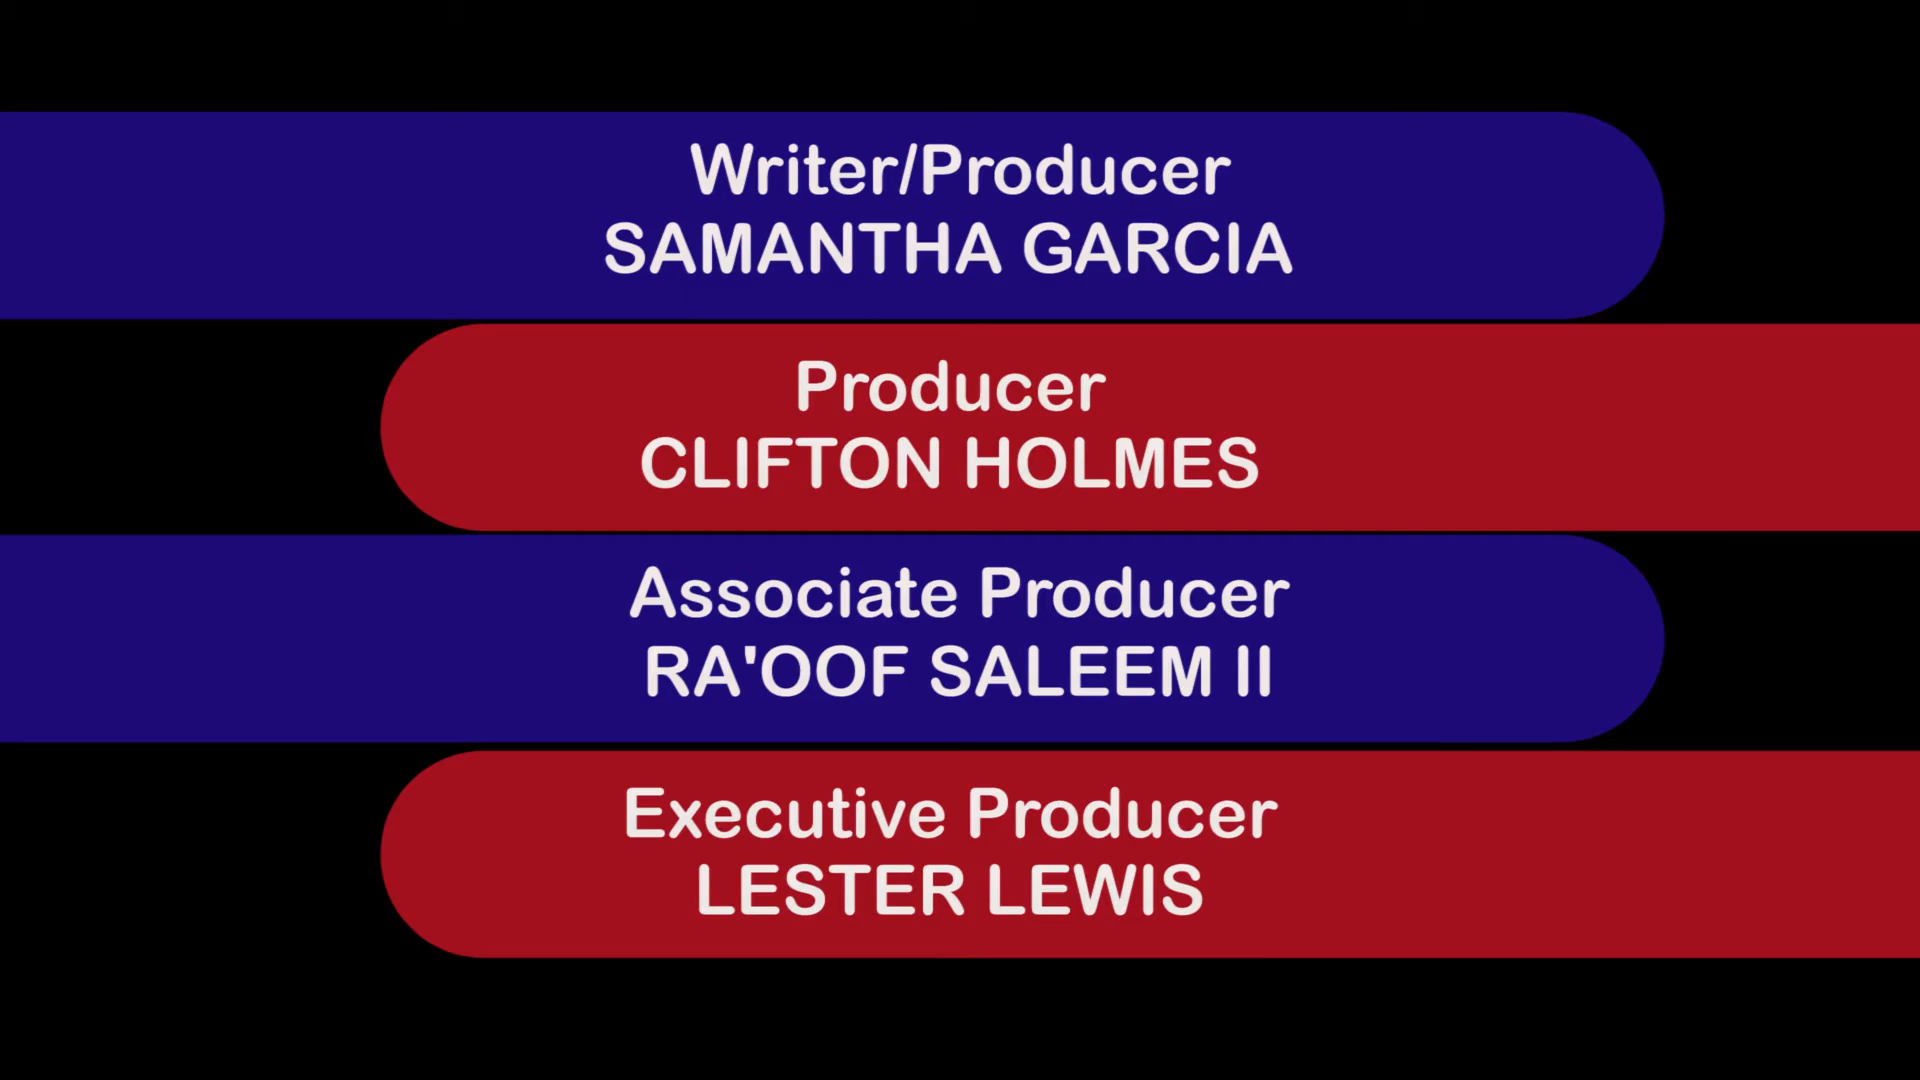 Writer/Producer
SAMANTHA GARCIA
Producer
CLIFTON HOLMES
Associate Producer
RA'OOF SALEEM II
Executive Producer
LESTER LEWIS